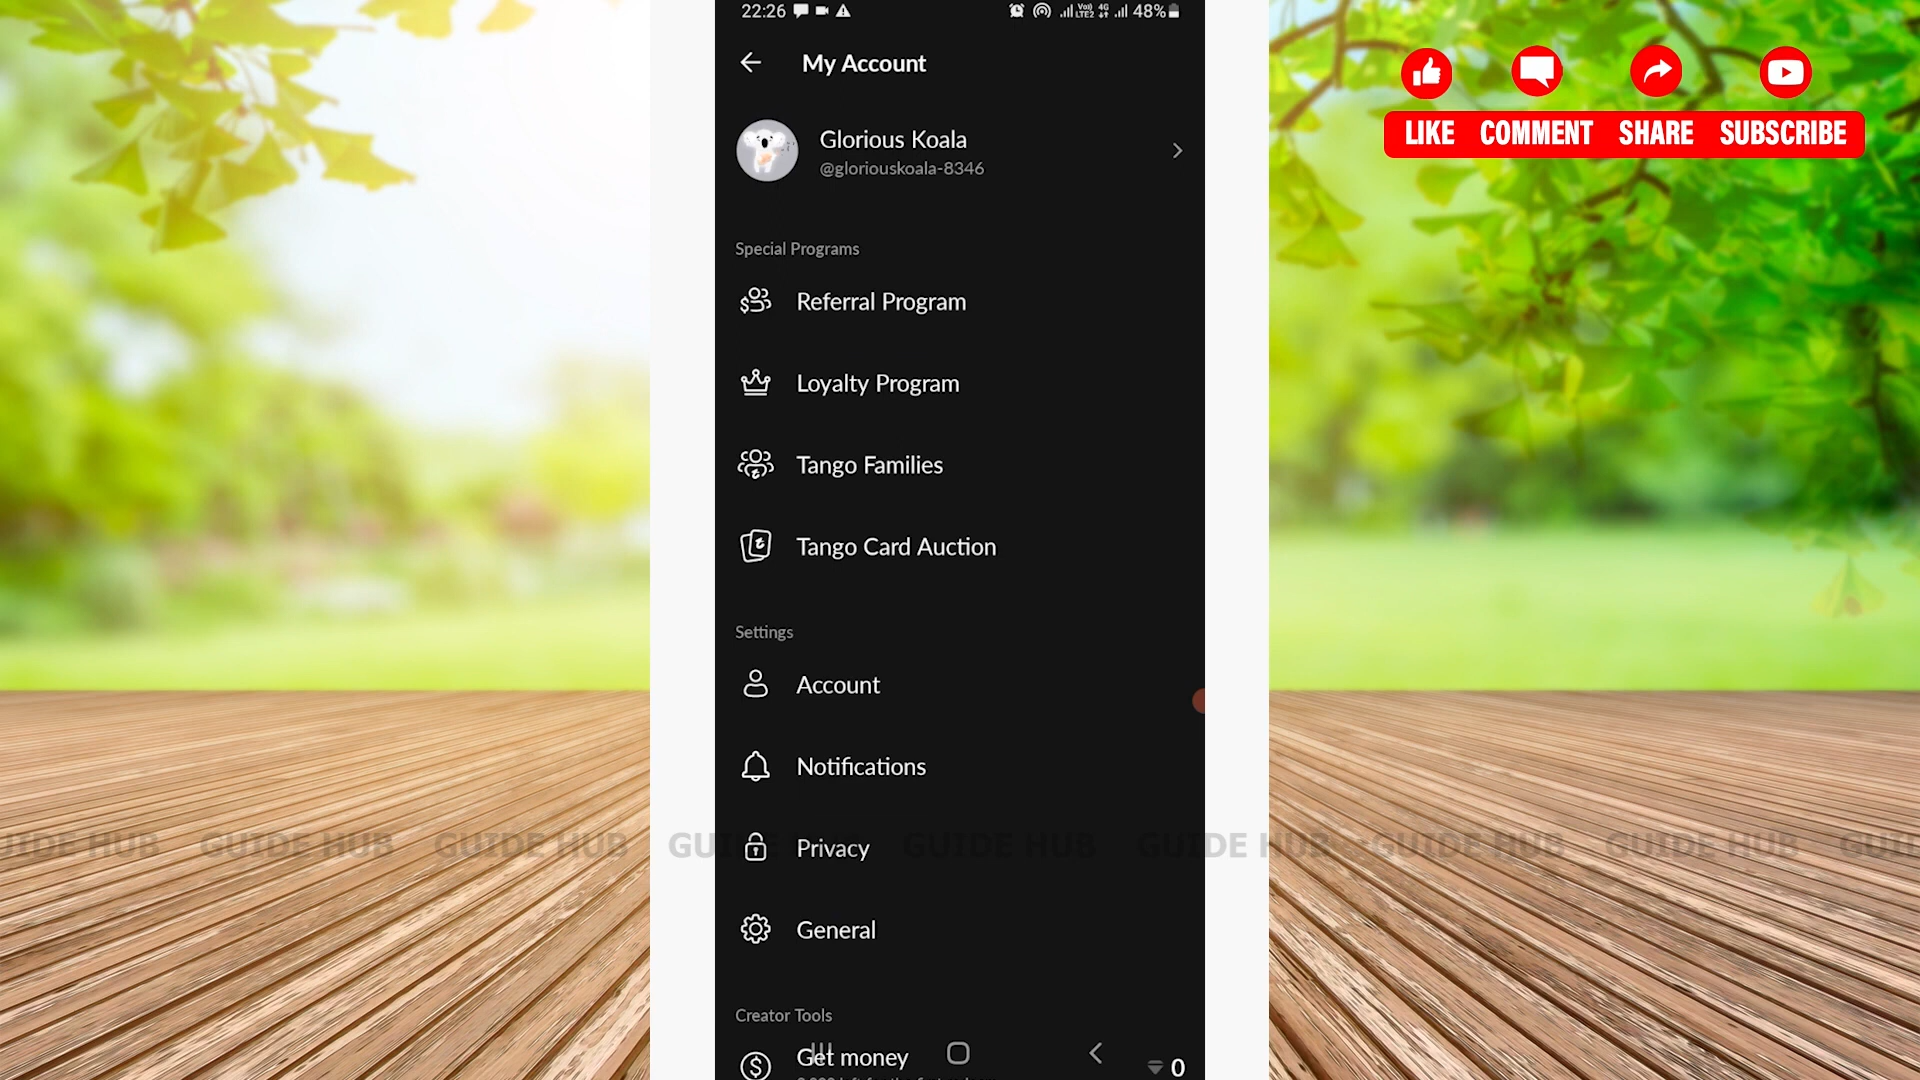 22:26 48%
My Account
Glorious Koala
@gloriouskoala-8346
LIKE COMMENT SHARE SUBSCRIBE
Special Programs
Referral Program
Loyalty Program
Tango Families
Tango Card Auction
Settings
Account
Notifications
Privacy
General
GUIDE HUB GUIDE HUB GUIDE HUB GUIDE HUB GUIDE HUB GUIDE HUB
Creator Tools
Get money
0